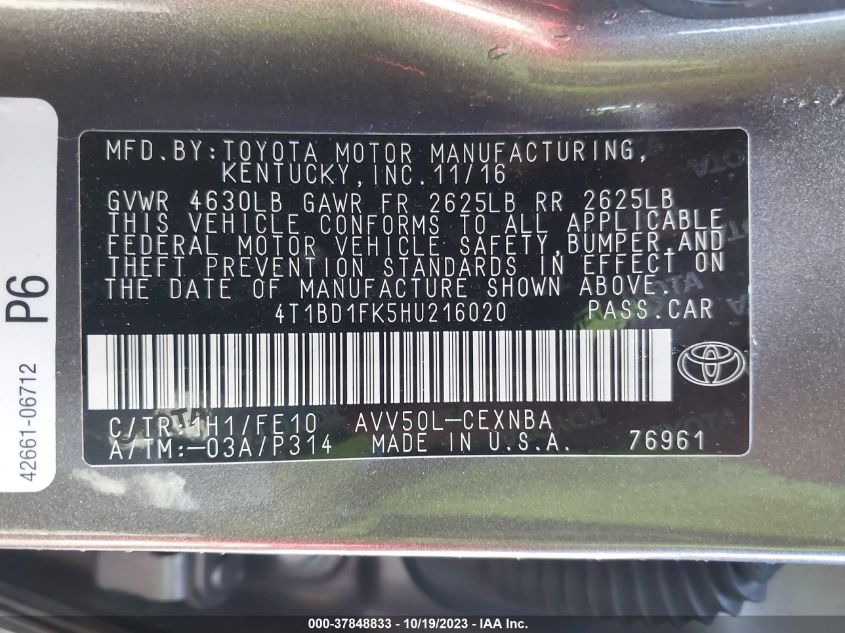 MFD.BY:TOYOTA MOTOR MANUFACTURING,
KENTUCKY,INC.11/16
GVWR 4630LB GAWR FR 2625LB RR 2625LB
THIS VEHICLE CONFORMS TO ALL APPLICABLE
FEDERAL MOTOR VEHICLE SAFETY,BUMPER,AND
THEFT PREVENTION STANDARDS IN EFFECT ON
THE DATE OF MANUFACTURE SHOWN ABOVE.
4T1BD1FK5HU216020 PASS.CAR
C/TR:1H1/FE10 AVV50L-CEXNBA
A/TM:-03A/P314 MADE IN U.S.A. 76961
P6
42661-06712
000-37848833 - 10/19/2023 - © IAA, Inc.